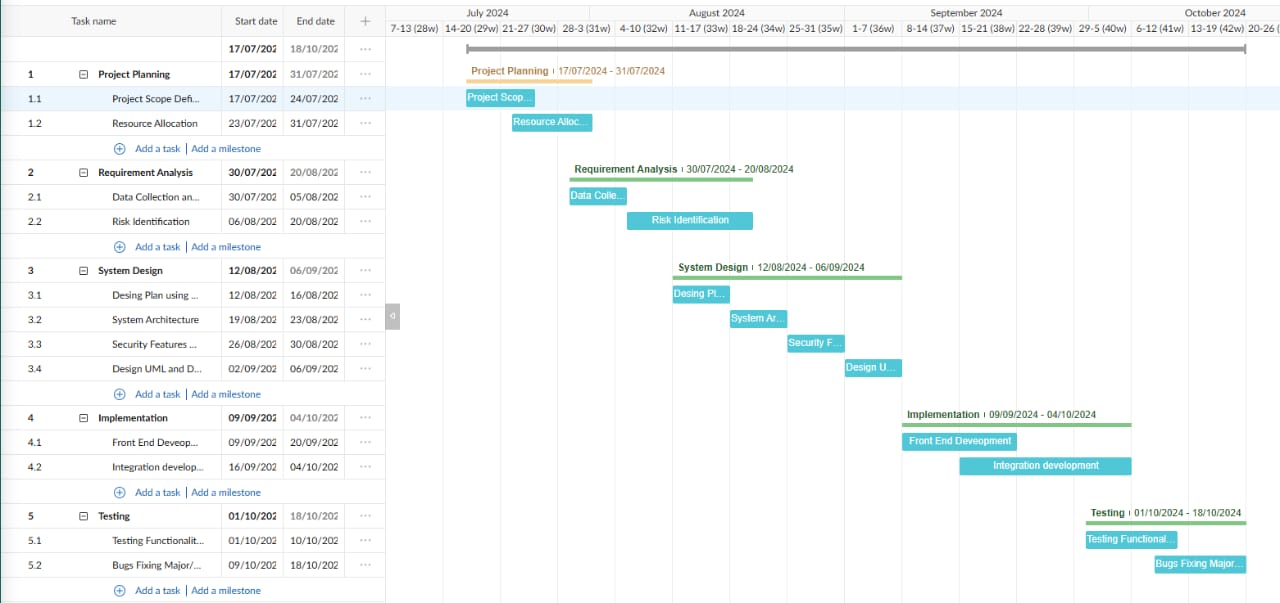 Task name Start date End date
July 2024 August 2024 September 2024 October 2024
7-13 (28w) 14-20 (29w) 21-27 (30w) 28-3 (31w) 4-10 (32w) 11-17 (33w) 18-24 (34w) 25-31 (35w) 1-7 (36w) 8-14 (37w) 15-21 (38w) 22-28 (39w) 29-5 (40w) 6-12 (41w) 13-19 (42w) 20-26 (
17/07/202 18/10/202 ...
1 Project Planning 17/07/202 31/07/202 ... Project Planning 17/07/2024 - 31/07/2024
1.1 Project Scope Defi... 17/07/202 24/07/202 ... Project Scop...
1.2 Resource Allocation 23/07/202 31/07/202 ... Resource Alloc...
Add a task | Add a milestone
2 Requirement Analysis 30/07/202 20/08/202 ... Requirement Analysis 30/07/2024 - 20/08/2024
2.1 Data Collection an... 30/07/202 05/08/202 ... Data Colle...
2.2 Risk Identification 06/08/202 20/08/202 ... Risk Identification
Add a task | Add a milestone
3 System Design 12/08/202 06/09/202 ... System Design 12/08/2024 - 06/09/2024
3.1 Desing Plan using ... 12/08/202 16/08/202 ... Desing Pl...
3.2 System Architecture 19/08/202 23/08/202 ... System Ar...
3.3 Security Features ... 26/08/202 30/08/202 ... Security F...
3.4 Design UML and D... 02/09/202 06/09/202 ... Design U...
Add a task | Add a milestone
4 Implementation 09/09/202 04/10/202 ... Implementation 09/09/2024 - 04/10/2024
4.1 Front End Deveop... 09/09/202 20/09/202 ... Front End Deveopment
4.2 Integration develop... 16/09/202 04/10/202 ... Integration development
Add a task | Add a milestone
5 Testing 01/10/202 18/10/202 ... Testing 01/10/2024 - 18/10/2024
5.1 Testing Functionalit... 01/10/202 10/10/202 ... Testing Functional...
5.2 Bugs Fixing Major/... 09/10/202 18/10/202 ... Bugs Fixing Major...
Add a task | Add a milestone